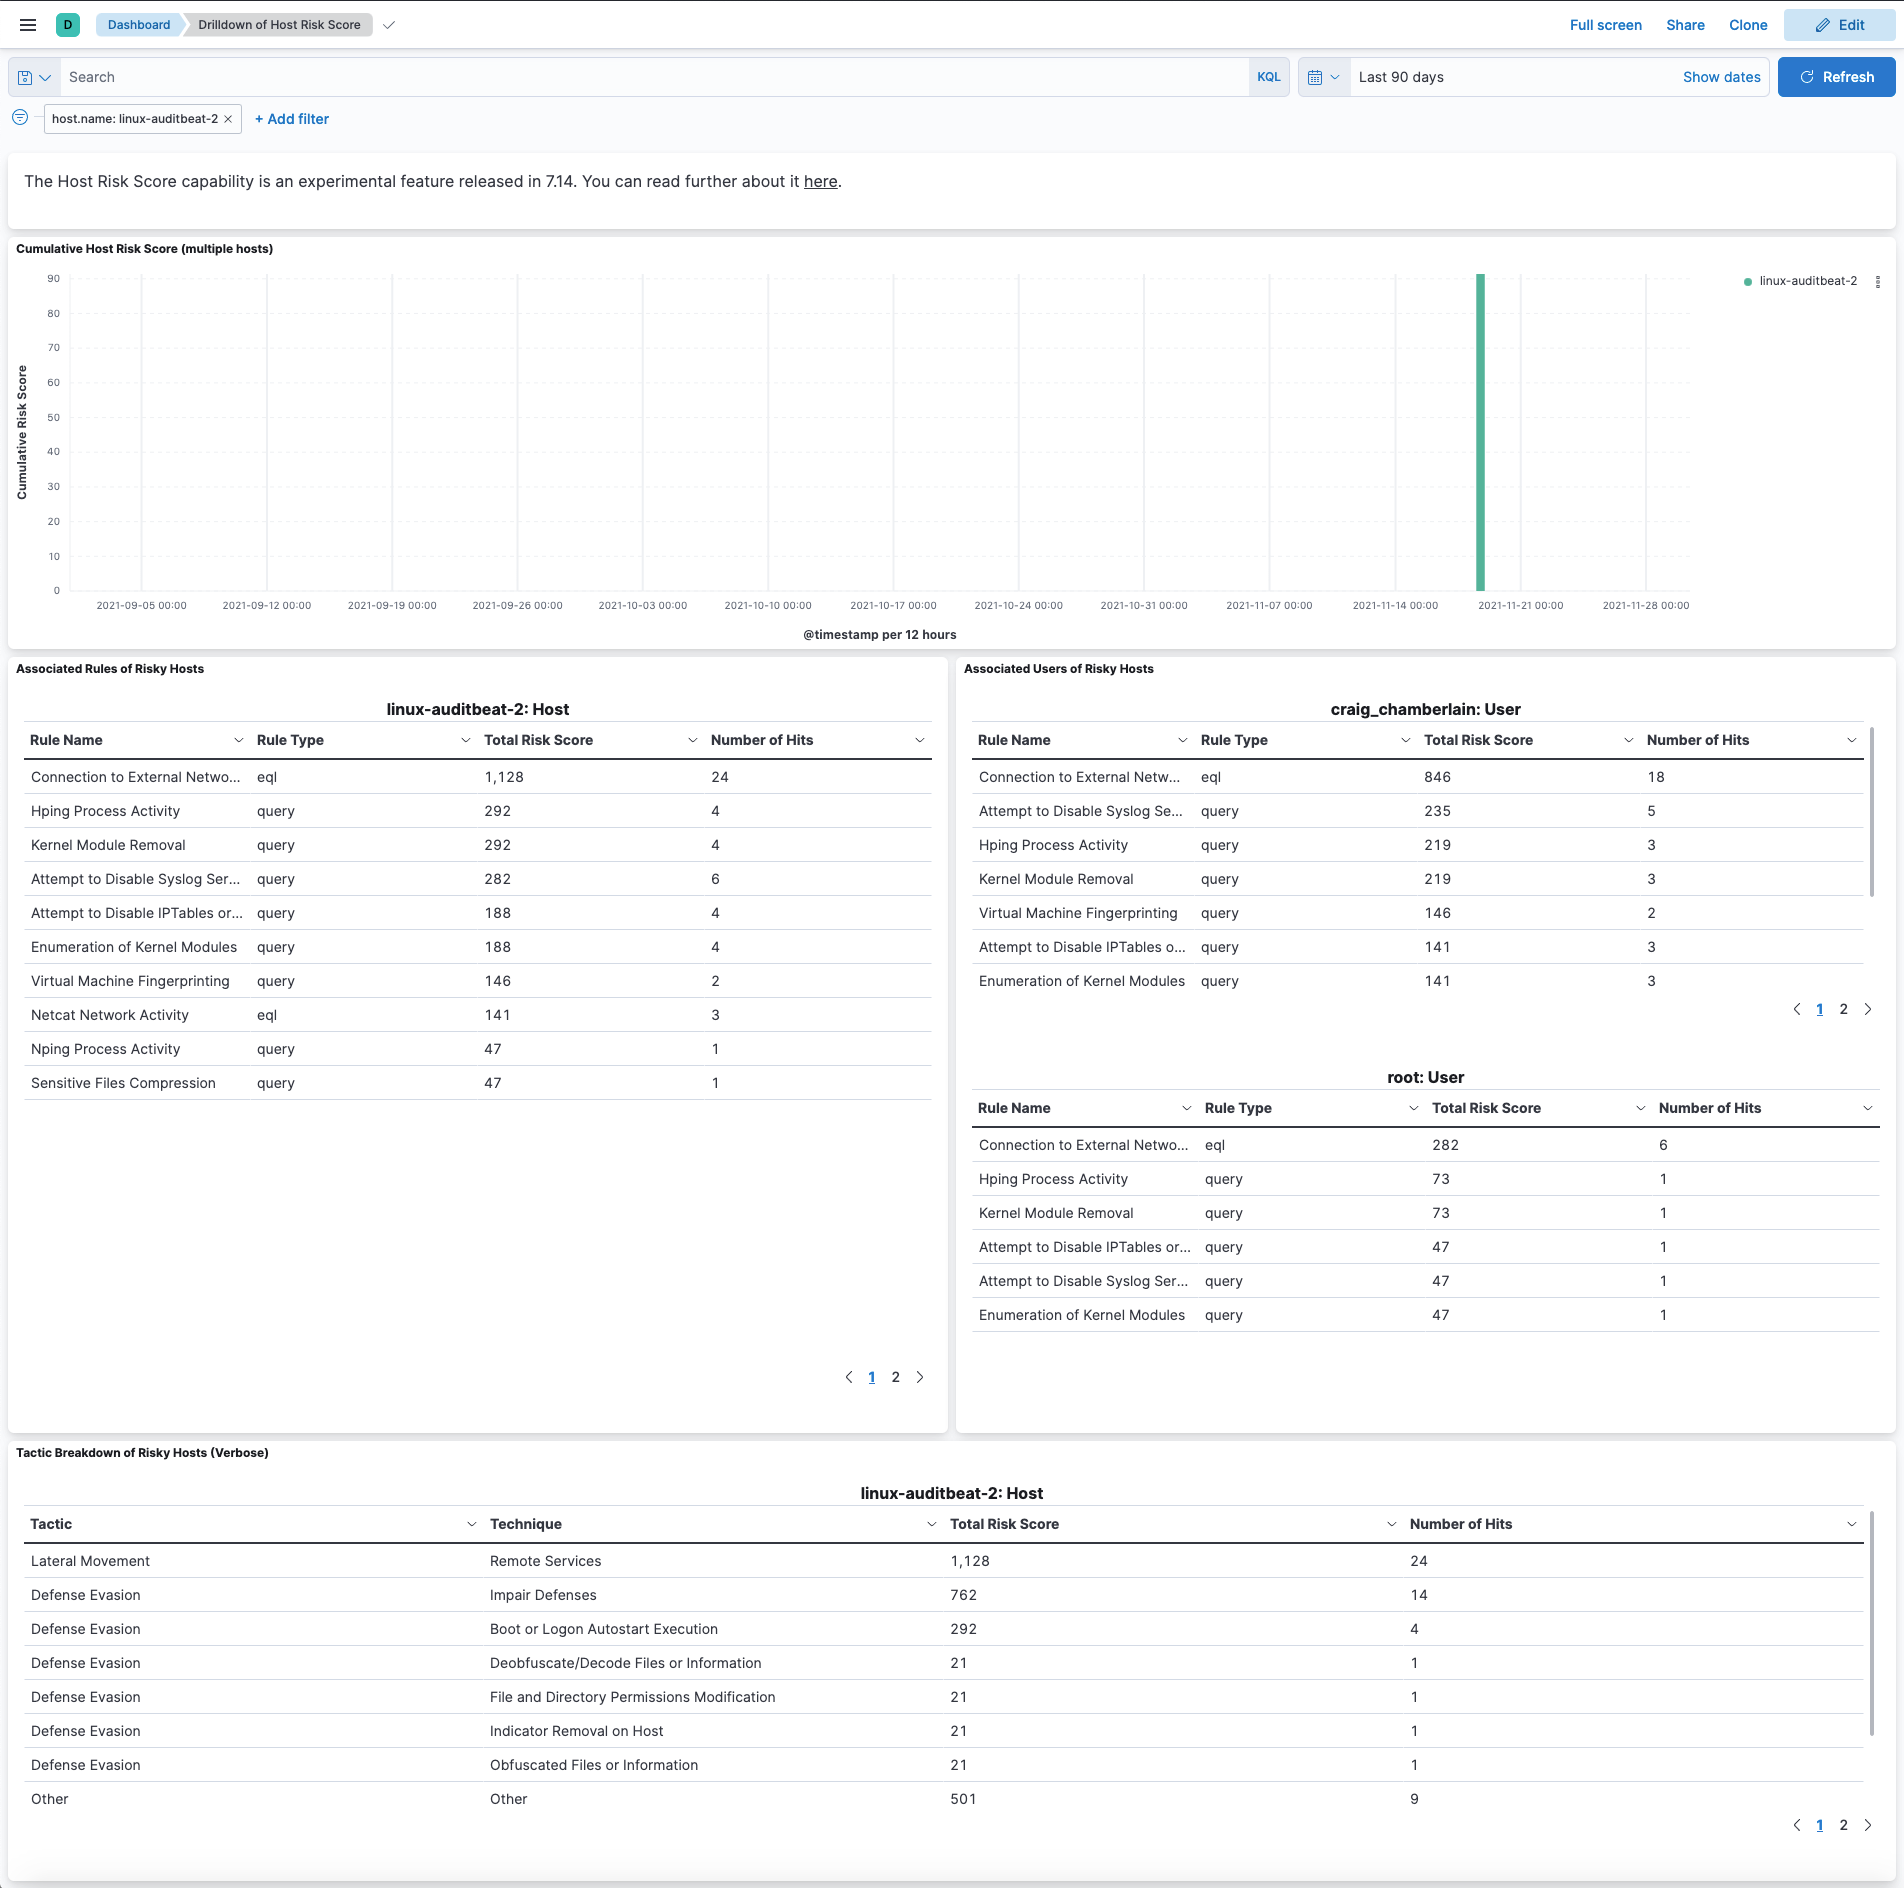 D Dashboard Drilldown of Host Risk Score Full screen Share Clone Edit
Search KQL Last 90 days Show dates Refresh
host.name: linux-auditbeat-2 × + Add filter
The Host Risk Score capability is an experimental feature released in 7.14. You can read further about it here.
Cumulative Host Risk Score (multiple hosts)
Cumulative Risk Score
90
80
70
60
50
40
30
20
10
0
linux-auditbeat-2
2021-09-05 00:00 2021-09-12 00:00 2021-09-19 00:00 2021-09-26 00:00 2021-10-03 00:00 2021-10-10 00:00 2021-10-17 00:00 2021-10-24 00:00 2021-10-31 00:00 2021-11-07 00:00 2021-11-14 00:00 2021-11-21 00:00 2021-11-28 00:00
@timestamp per 12 hours
Associated Rules of Risky Hosts
linux-auditbeat-2: Host
Rule Name Rule Type Total Risk Score Number of Hits
Connection to External Netwo... eql 1,128 24
Hping Process Activity query 292 4
Kernel Module Removal query 292 4
Attempt to Disable Syslog Ser... query 282 6
Attempt to Disable IPTables or... query 188 4
Enumeration of Kernel Modules query 188 4
Virtual Machine Fingerprinting query 146 2
Netcat Network Activity eql 141 3
Nping Process Activity query 47 1
Sensitive Files Compression query 47 1
1 2
Associated Users of Risky Hosts
craig_chamberlain: User
Rule Name Rule Type Total Risk Score Number of Hits
Connection to External Netw... eql 846 18
Attempt to Disable Syslog Se... query 235 5
Hping Process Activity query 219 3
Kernel Module Removal query 219 3
Virtual Machine Fingerprinting query 146 2
Attempt to Disable IPTables o... query 141 3
Enumeration of Kernel Modules query 141 3
1 2
root: User
Rule Name Rule Type Total Risk Score Number of Hits
Connection to External Netwo... eql 282 6
Hping Process Activity query 73 1
Kernel Module Removal query 73 1
Attempt to Disable IPTables or... query 47 1
Attempt to Disable Syslog Ser... query 47 1
Enumeration of Kernel Modules query 47 1
Tactic Breakdown of Risky Hosts (Verbose)
linux-auditbeat-2: Host
Tactic Technique Total Risk Score Number of Hits
Lateral Movement Remote Services 1,128 24
Defense Evasion Impair Defenses 762 14
Defense Evasion Boot or Logon Autostart Execution 292 4
Defense Evasion Deobfuscate/Decode Files or Information 21 1
Defense Evasion File and Directory Permissions Modification 21 1
Defense Evasion Indicator Removal on Host 21 1
Defense Evasion Obfuscated Files or Information 21 1
Other Other 501 9
1 2